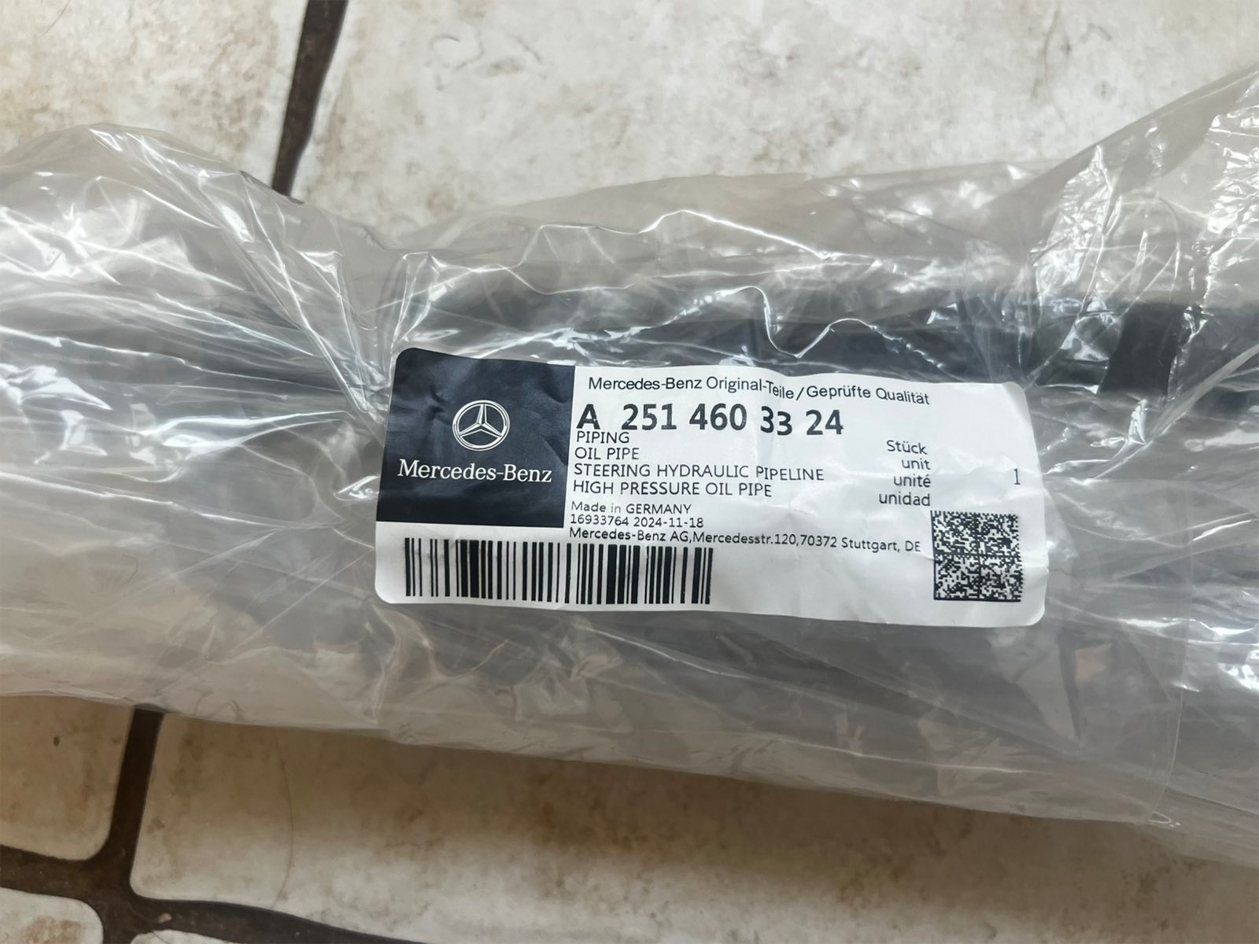 Mercedes-Benz
Mercedes-Benz Original-Teile/Geprüfte Qualität
A 251 460 33 24
PIPING
OIL PIPE
STEERING HYDRAULIC PIPELINE
HIGH PRESSURE OIL PIPE
Stück
unit
unité
unidad
1
Made in GERMANY
16933764 2024-11-18
Mercedes-Benz AG,Mercedesstr.120,70372 Stuttgart, DE